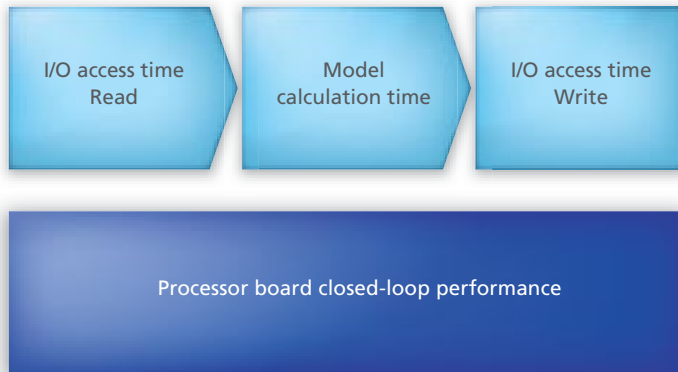 I/O access time
Read
Model
calculation time
I/O access time
Write
Processor board closed-loop performance